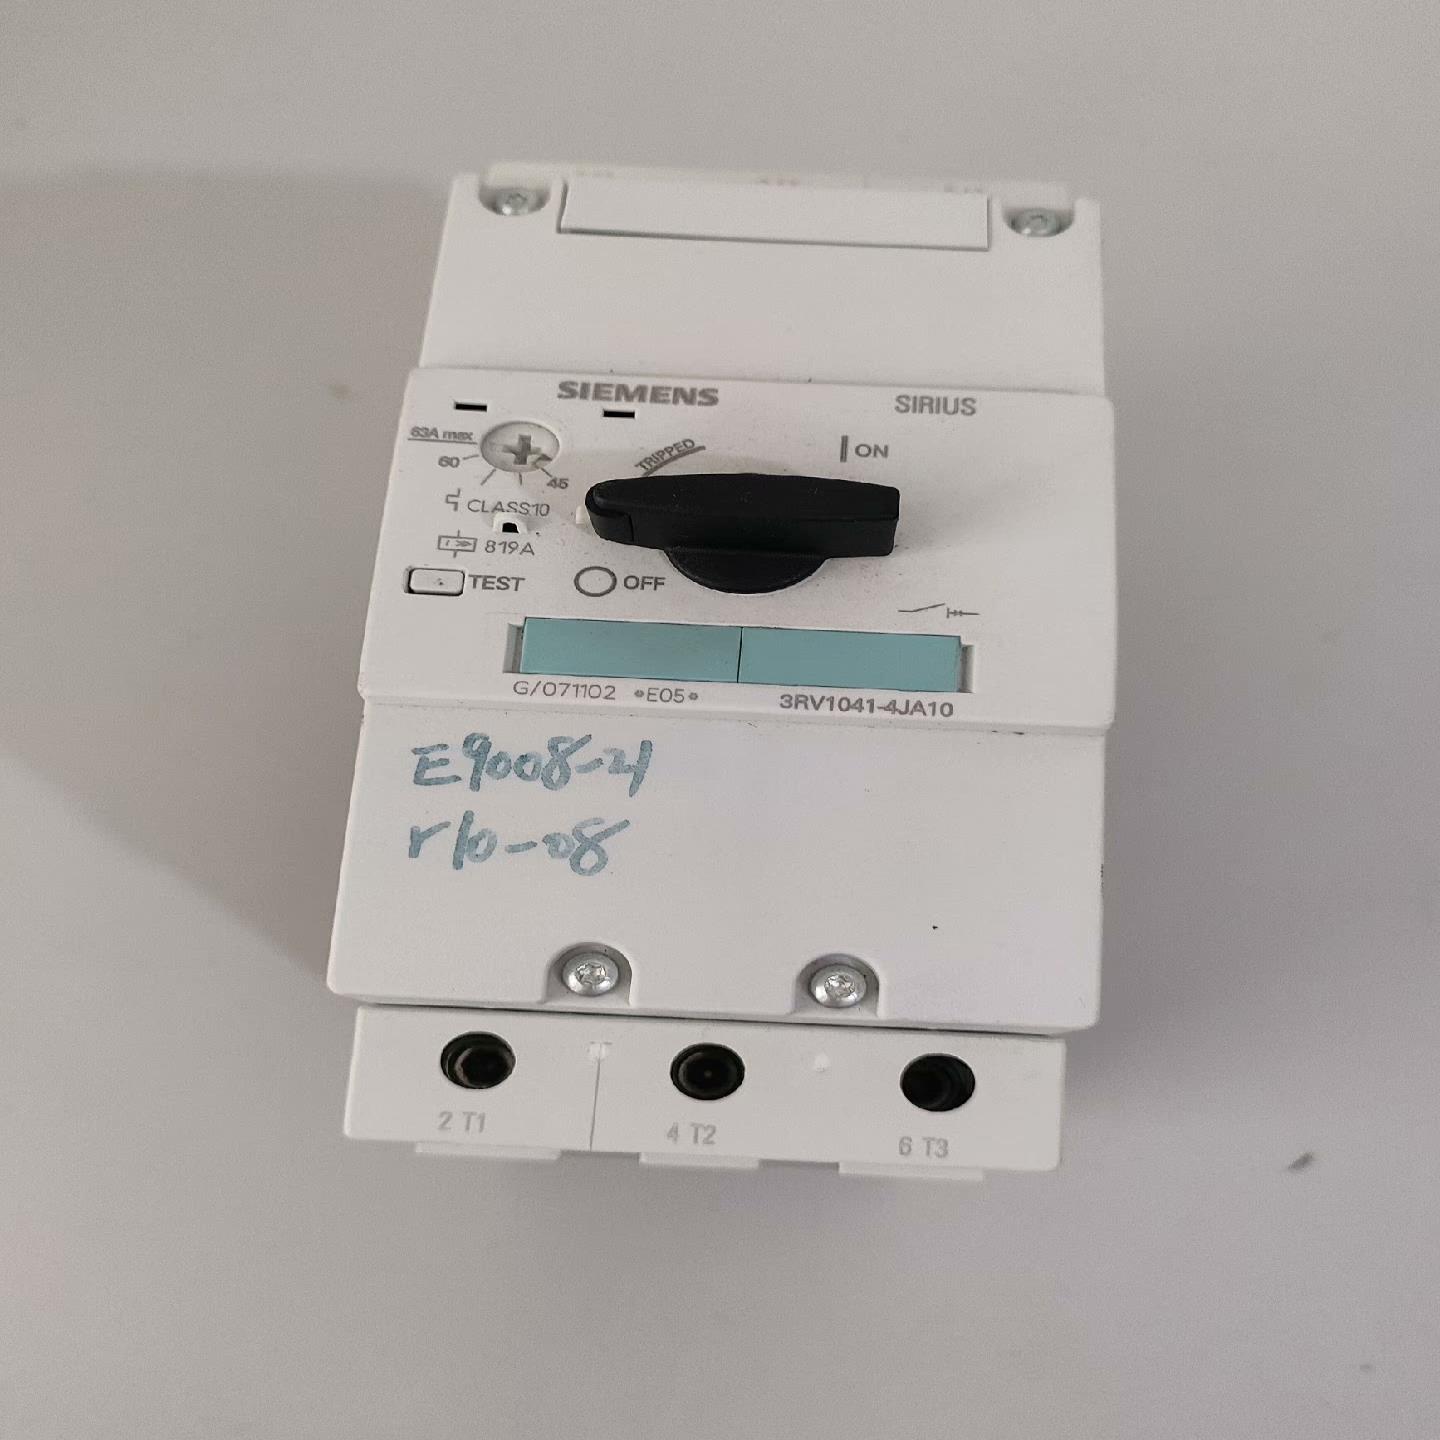 SIEMENS
SIRIUS
63A max
60
45
TRIPPED
ON
CLASS10
819A
TEST
OFF
G/071102 *E05*
3RV1041-4JA10
E9008-21
r10-08
2 T1
4 T2
6 T3